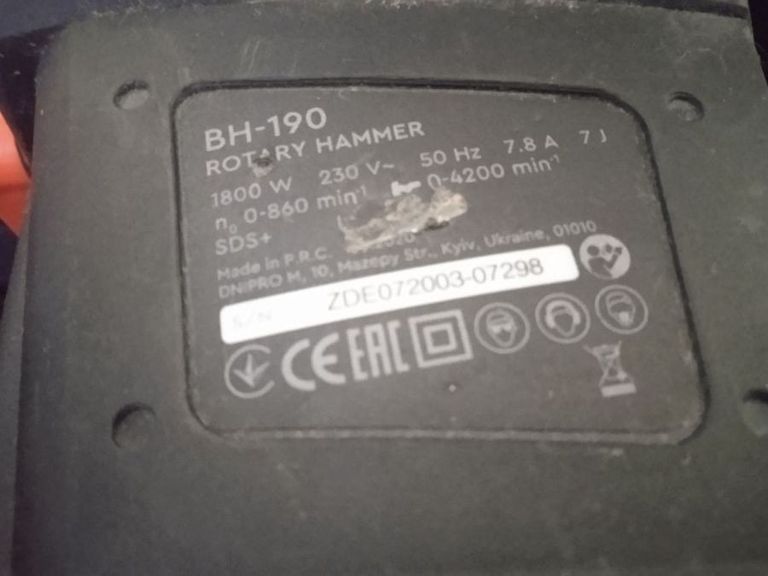 BH-190
ROTARY HAMMER
1800 W 230 V~ 50 Hz 7.8 A 7 J
n₀ 0-860 min⁻¹ 0-4200 min⁻¹
SDS+
Made in P.R.C. 2020
DNIPRO M, 10, Mazepy Str., Kyiv, Ukraine, 01010
S/N ZDE072003-07298
CE EAC